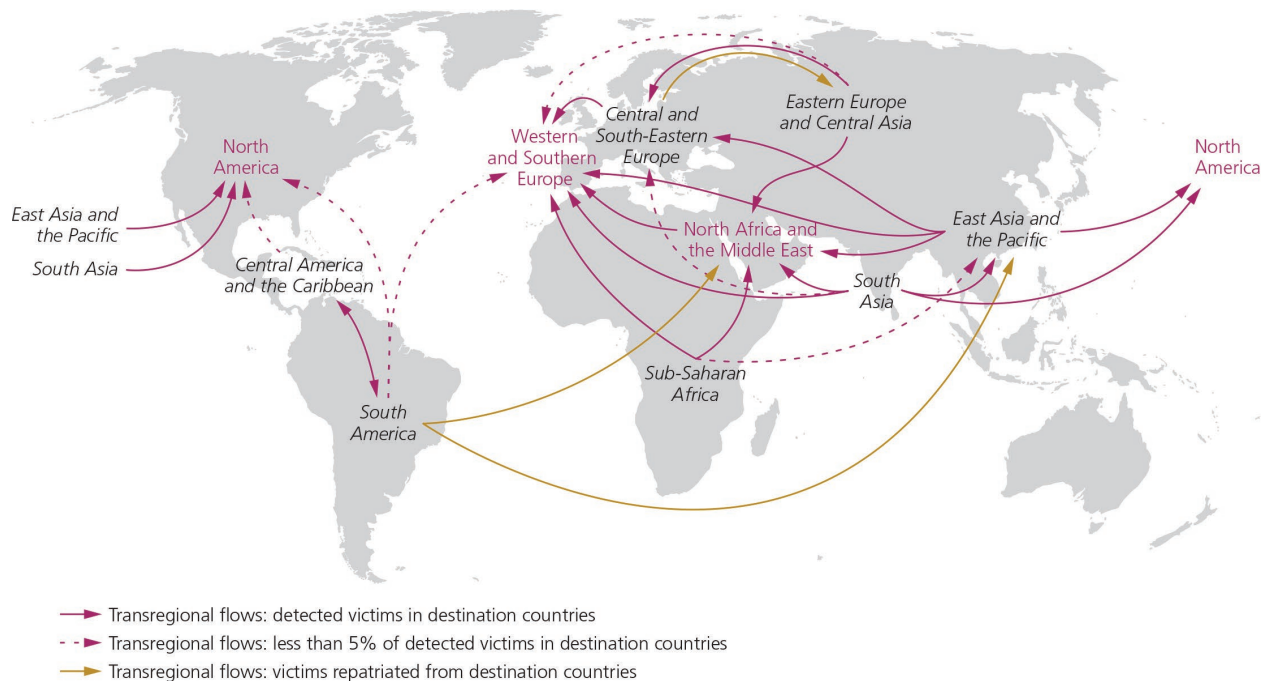 Eastern Europe
and Central Asia
Central and
South-Eastern
Europe
Western
and Southern
Europe
North
America
North
America
East Asia and
the Pacific
South Asia
Central America
and the Caribbean
North Africa and
the Middle East
East Asia and
the Pacific
South
Asia
Sub-Saharan
Africa
South
America
Transregional flows: detected victims in destination countries
Transregional flows: less than 5% of detected victims in destination countries
Transregional flows: victims repatriated from destination countries